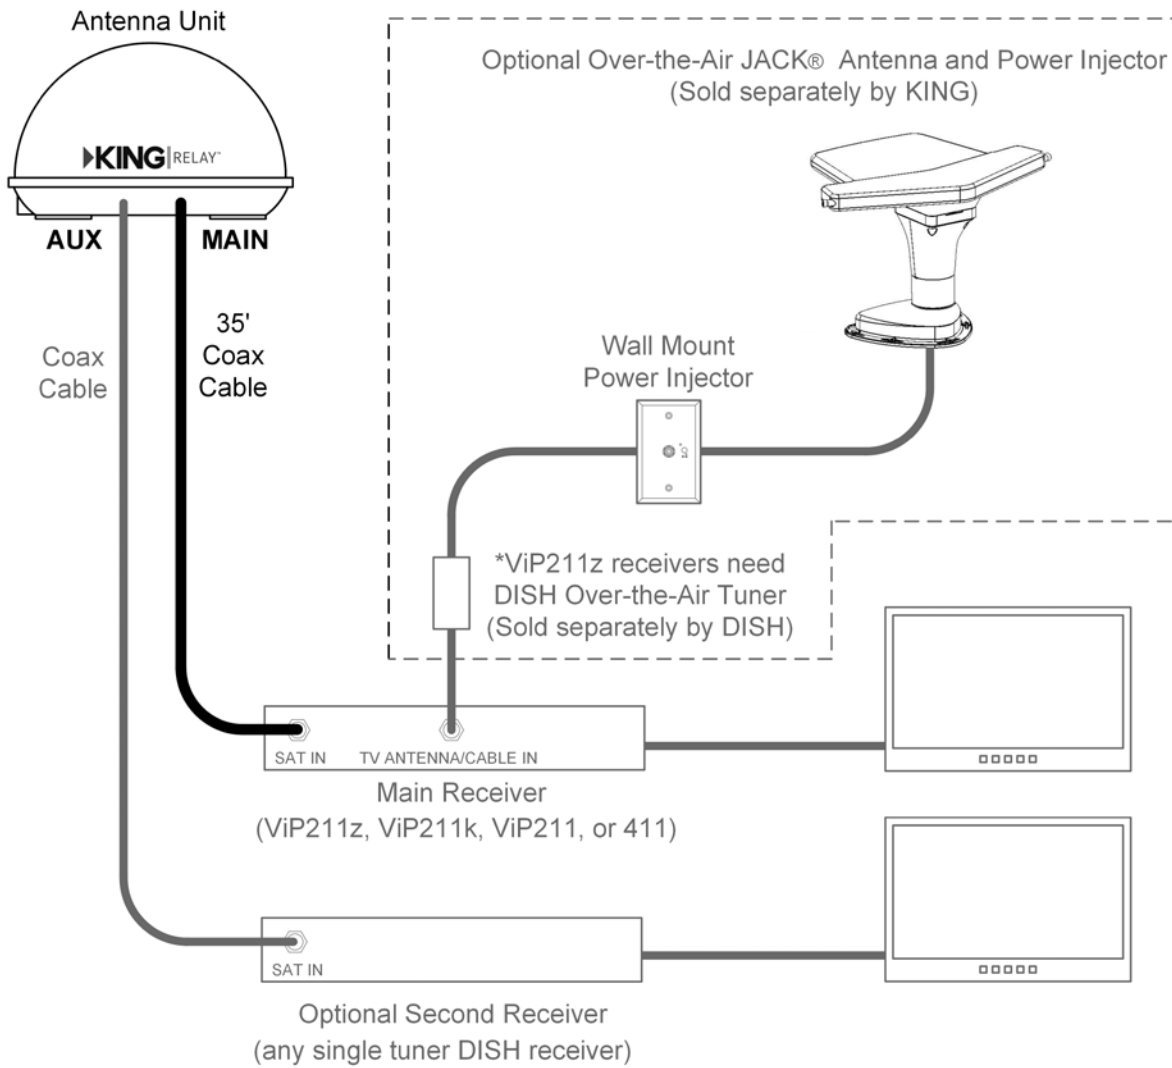 Antenna Unit
Optional Over-the-Air JACK® Antenna and Power Injector
(Sold separately by KING)
KING RELAY™
AUX
MAIN
35'
Coax
Cable
Coax
Cable
Wall Mount
Power Injector
*ViP211z receivers need
DISH Over-the-Air Tuner
(Sold separately by DISH)
SAT IN
TV ANTENNA/CABLE IN
Main Receiver
(ViP211z, ViP211k, ViP211, or 411)
SAT IN
Optional Second Receiver
(any single tuner DISH receiver)